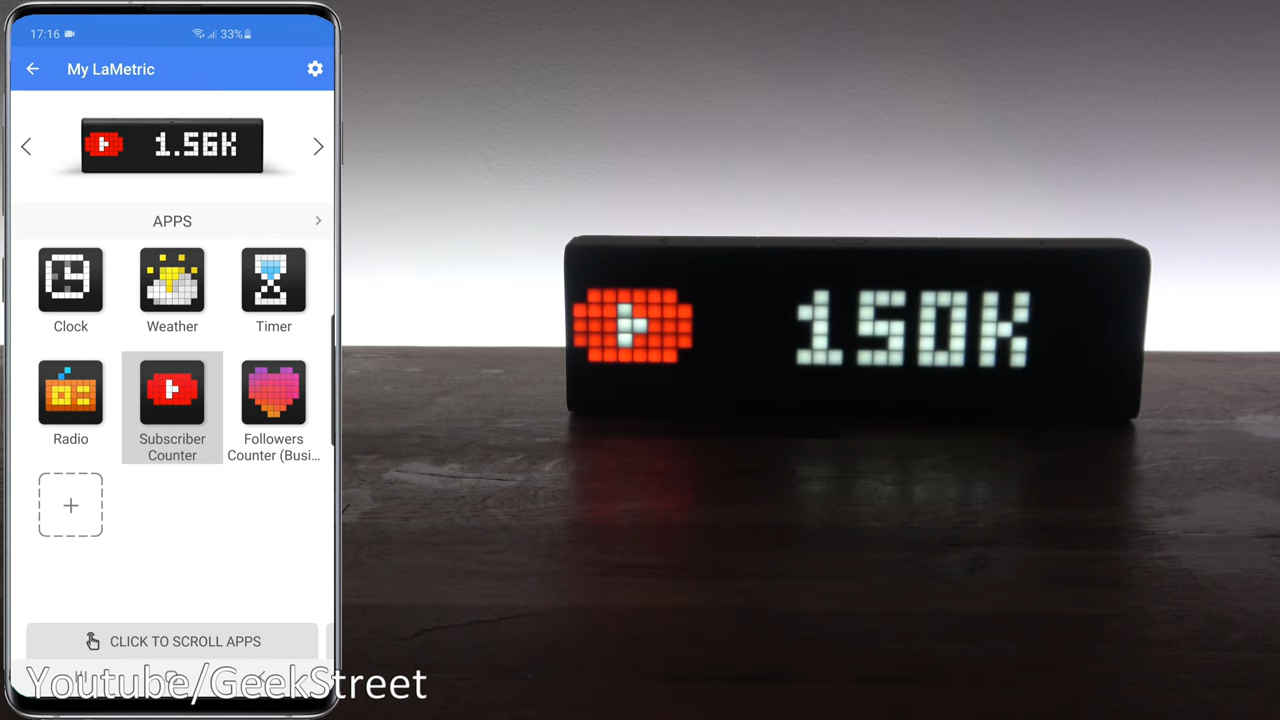 17:16
33%
My LaMetric
1.56K
APPS
Clock
Weather
Timer
Radio
Subscriber Counter
Followers Counter (Busi…
CLICK TO SCROLL APPS
150K
Youtube/GeekStreet